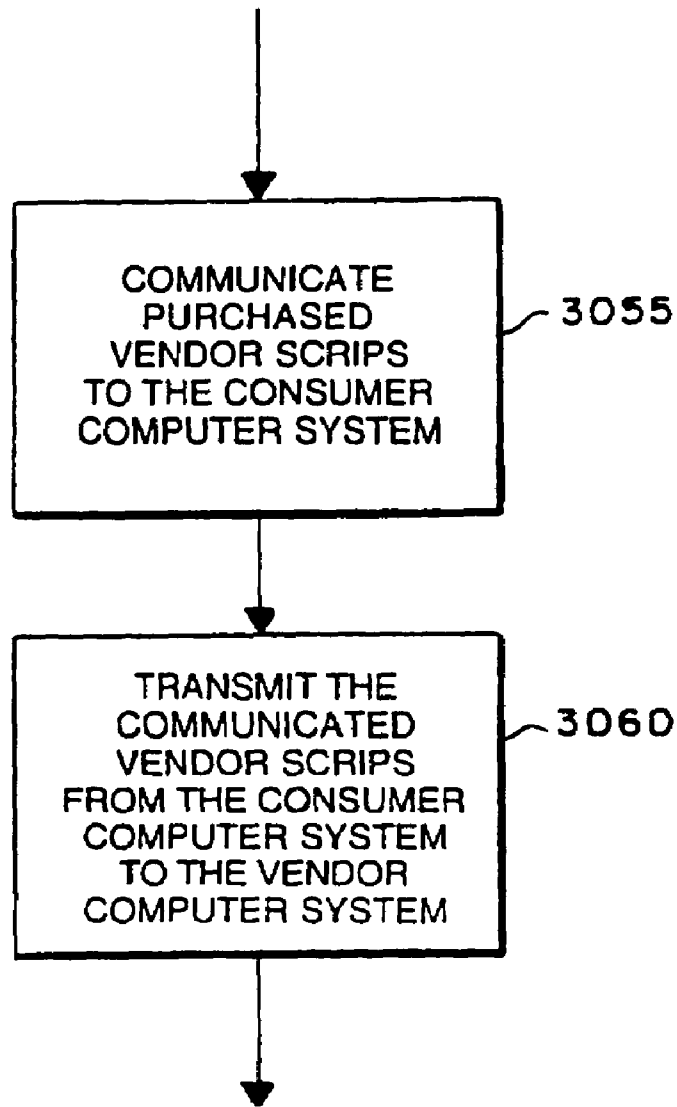 COMMUNICATE
PURCHASED
VENDOR SCRIPS
TO THE CONSUMER
COMPUTER SYSTEM
3055
TRANSMIT THE
COMMUNICATED
VENDOR SCRIPS
FROM THE CONSUMER
COMPUTER SYSTEM
TO THE VENDOR
COMPUTER SYSTEM
3060